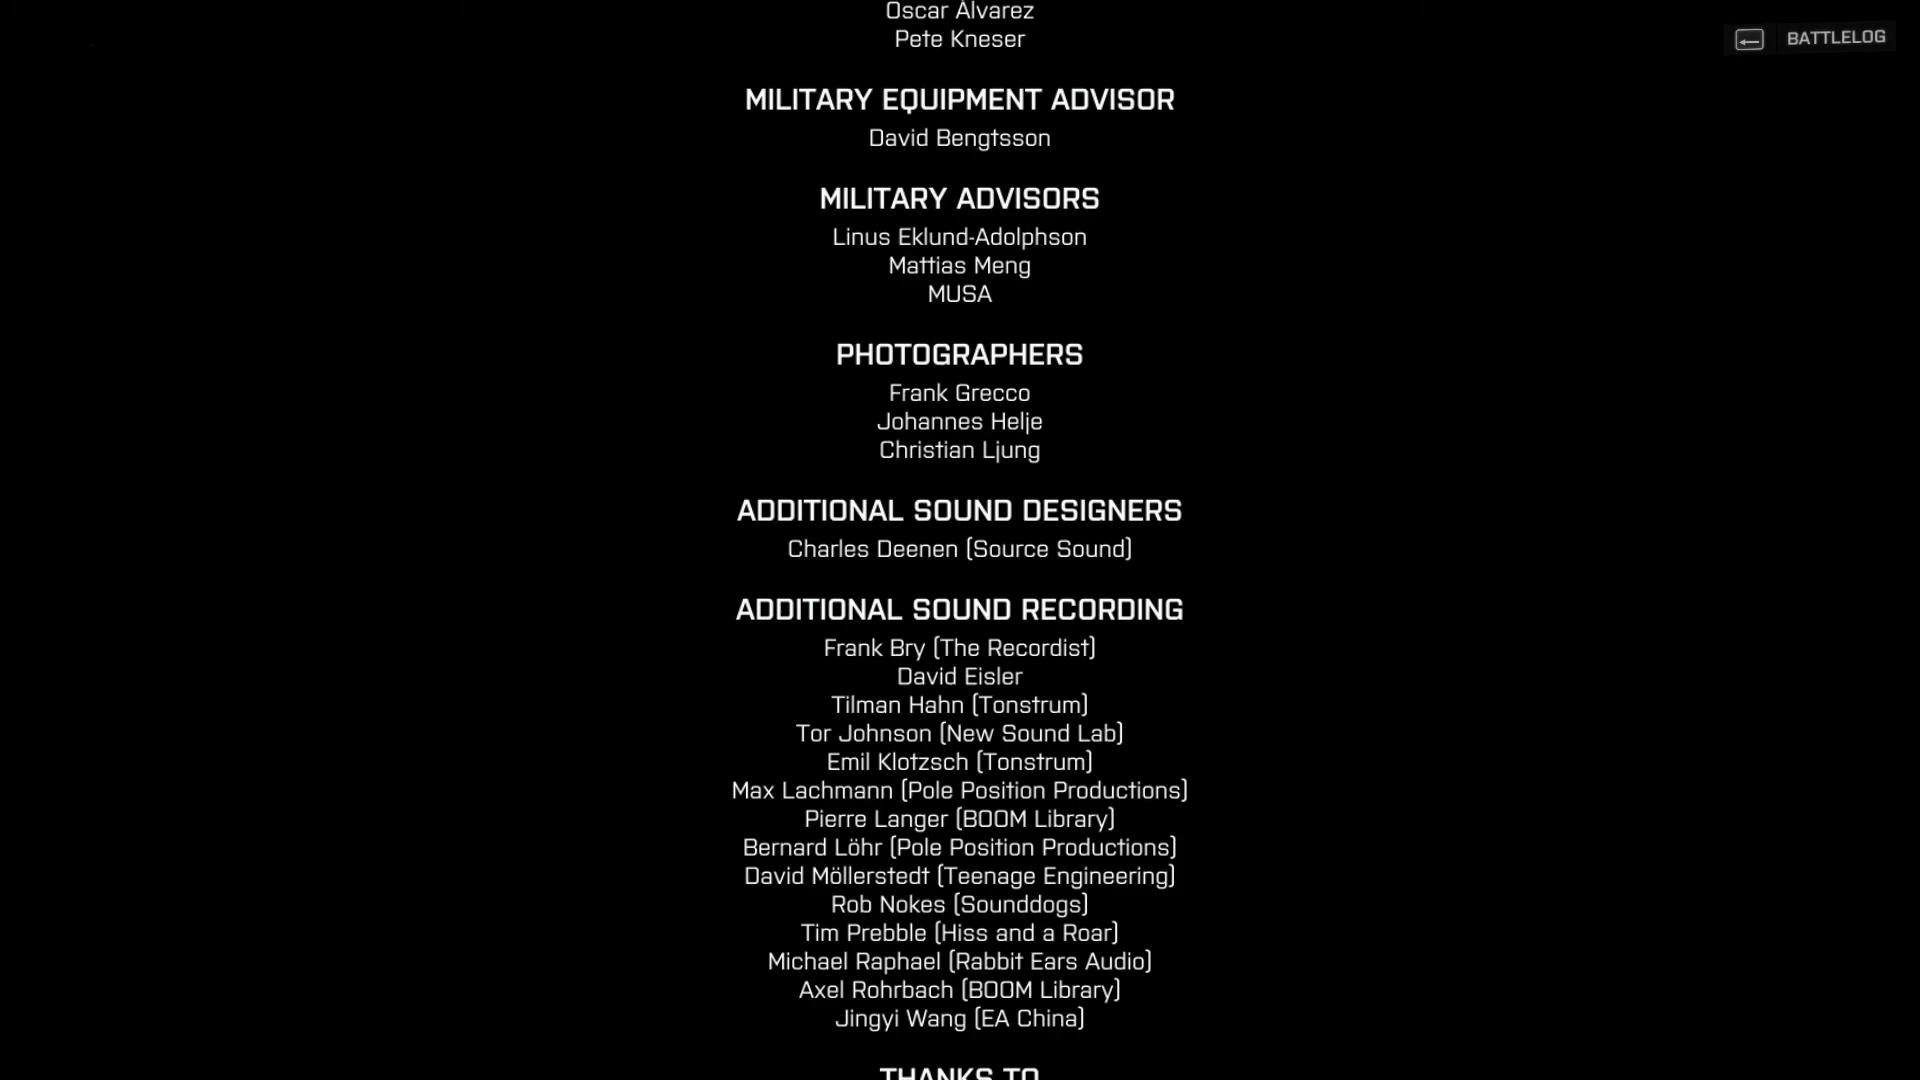 Oscar Álvarez
Pete Kneser
BATTLELOG
MILITARY EQUIPMENT ADVISOR
David Bengtsson
MILITARY ADVISORS
Linus Eklund-Adolphson
Mattias Meng
MUSA
PHOTOGRAPHERS
Frank Grecco
Johannes Helje
Christian Ljung
ADDITIONAL SOUND DESIGNERS
Charles Deenen (Source Sound)
ADDITIONAL SOUND RECORDING
Frank Bry (The Recordist)
David Eisler
Tilman Hahn (Tonstrum)
Tor Johnson (New Sound Lab)
Emil Klotzsch (Tonstrum)
Max Lachmann (Pole Position Productions)
Pierre Langer (BOOM Library)
Bernard Löhr (Pole Position Productions)
David Möllerstedt (Teenage Engineering)
Rob Nokes (Sounddogs)
Tim Prebble (Hiss and a Roar)
Michael Raphael (Rabbit Ears Audio)
Axel Rohrbach (BOOM Library)
Jingyi Wang (EA China)
THANKS TO